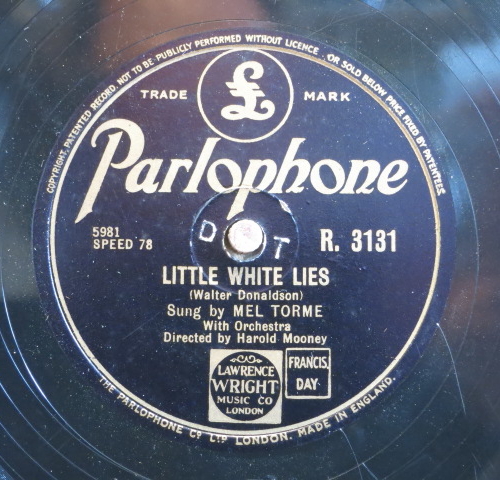 COPYRIGHT. PATENTED RECORD. NOT TO BE PUBLICLY PERFORMED WITHOUT LICENCE. OR SOLD BELOW PRICE FIXED BY PATENTEES.
£
TRADE MARK
Parlophone
5981
SPEED 78
D T
R. 3131
LITTLE WHITE LIES
(Walter Donaldson)
Sung by MEL TORME
With Orchestra
Directed by Harold Mooney
LAWRENCE
WRIGHT
MUSIC CO
LONDON
FRANCIS,
DAY
THE PARLOPHONE CO LTD LONDON. MADE IN ENGLAND.